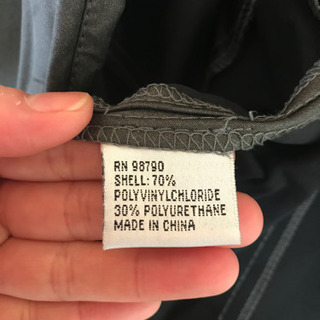 RN 98790
SHELL: 70%
POLYVINYLCHLORIDE
30% POLYURETHANE
MADE IN CHINA